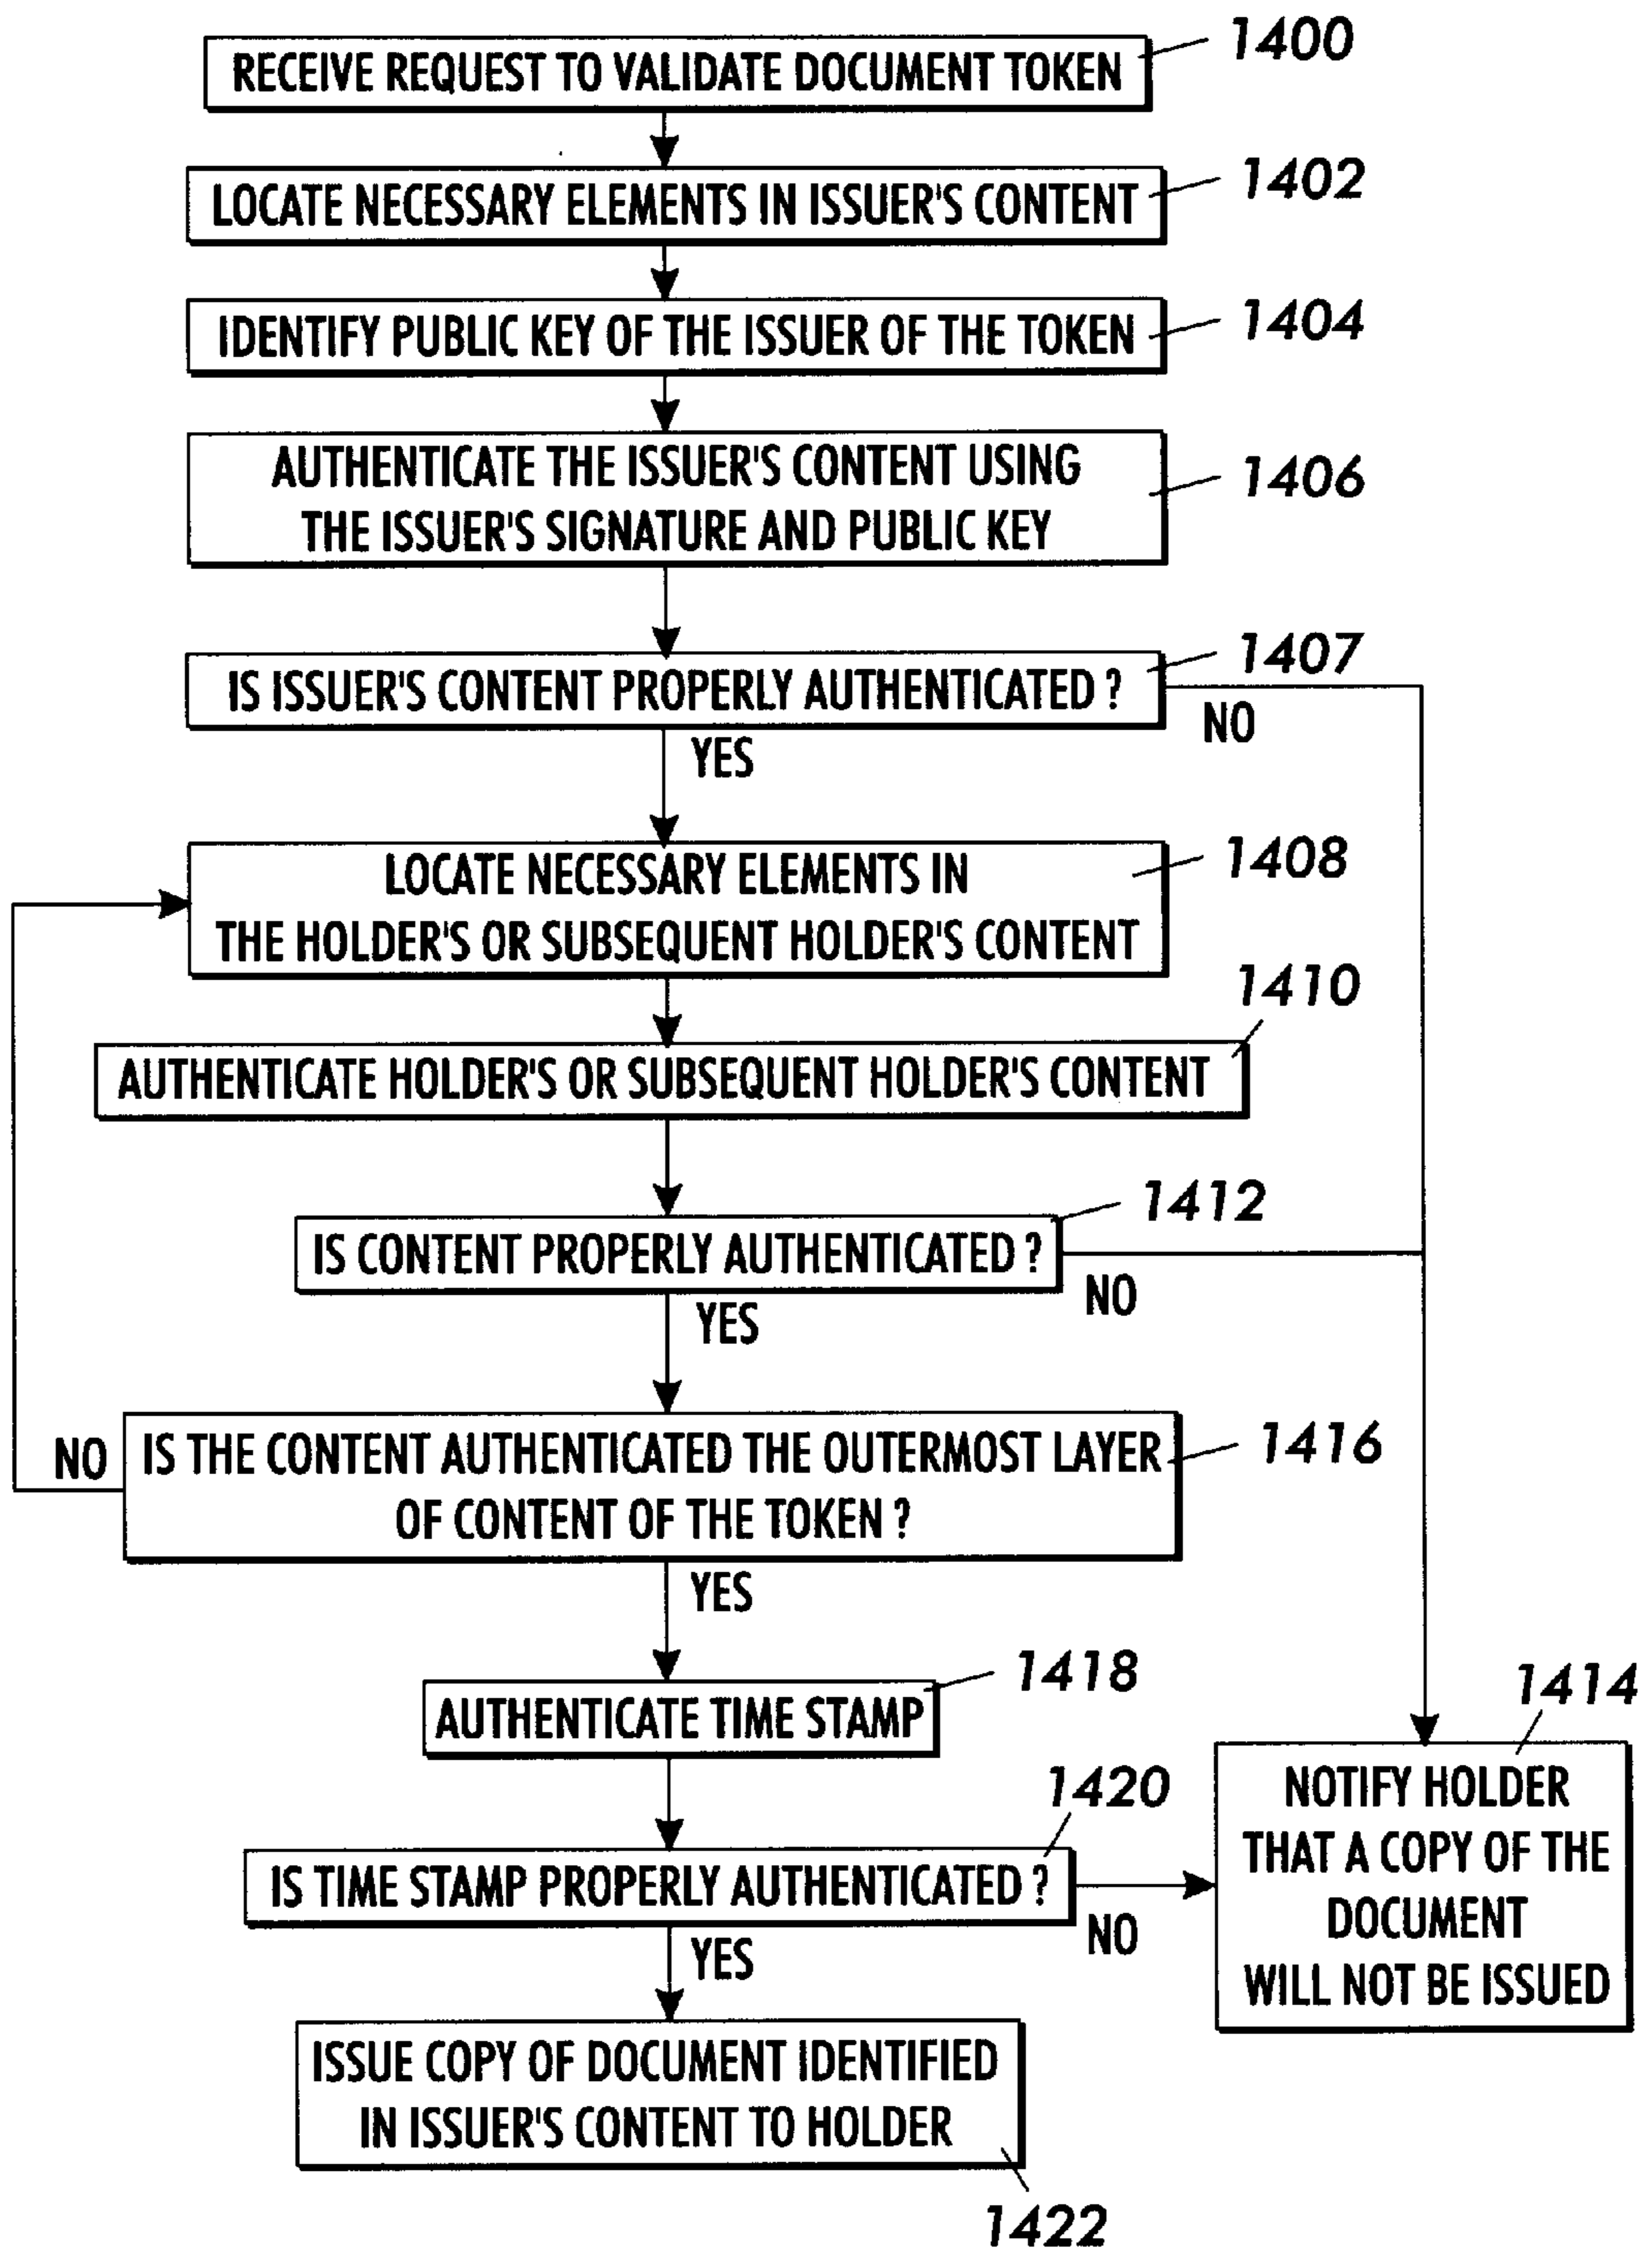 1400
RECEIVE REQUEST TO VALIDATE DOCUMENT TOKEN
1402
LOCATE NECESSARY ELEMENTS IN ISSUER'S CONTENT
1404
IDENTIFY PUBLIC KEY OF THE ISSUER OF THE TOKEN
1406
AUTHENTICATE THE ISSUER'S CONTENT USING
THE ISSUER'S SIGNATURE AND PUBLIC KEY
1407
IS ISSUER'S CONTENT PROPERLY AUTHENTICATED ?
NO
YES
1408
LOCATE NECESSARY ELEMENTS IN
THE HOLDER'S OR SUBSEQUENT HOLDER'S CONTENT
1410
AUTHENTICATE HOLDER'S OR SUBSEQUENT HOLDER'S CONTENT
1412
IS CONTENT PROPERLY AUTHENTICATED ?
NO
YES
1416
NO
IS THE CONTENT AUTHENTICATED THE OUTERMOST LAYER
OF CONTENT OF THE TOKEN ?
YES
1418
AUTHENTICATE TIME STAMP
1414
NOTIFY HOLDER
THAT A COPY OF THE
DOCUMENT
WILL NOT BE ISSUED
1420
IS TIME STAMP PROPERLY AUTHENTICATED ?
NO
YES
ISSUE COPY OF DOCUMENT IDENTIFIED
IN ISSUER'S CONTENT TO HOLDER
1422